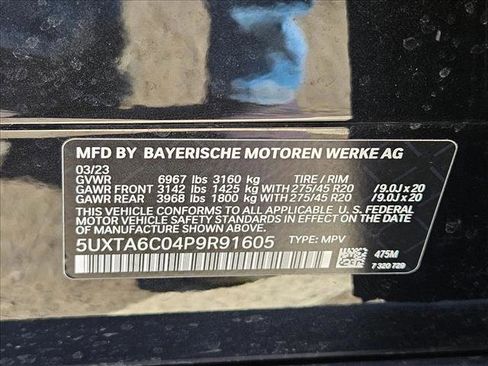 MFD BY BAYERISCHE MOTOREN WERKE AG
03/23
GVWR 6967 lbs 3160 kg TIRE / RIM
GAWR FRONT 3142 lbs 1425 kg WITH 275/45 R20 /9.0J x 20
GAWR REAR 3968 lbs 1800 kg WITH 275/45 R20 /9.0J x 20
THIS VEHICLE CONFORMS TO ALL APPLICABLE U. S. FEDERAL
MOTOR VEHICLE SAFETY STANDARDS IN EFFECT ON THE
DATE OF MANUFACTURE SHOWN ABOVE.
5UXTA6C04P9R91605 TYPE: MPV
475M
7 320 729